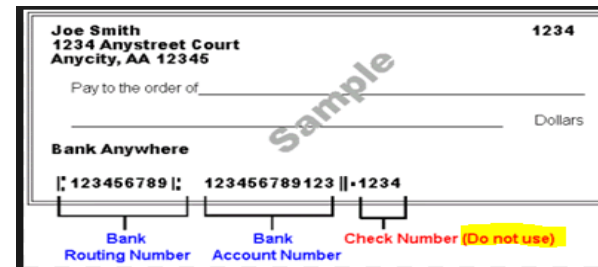 Joe Smith 1234
1234 Anystreet Court
Anycity, AA 12345
Pay to the order of
Sample
Dollars
Bank Anywhere
⑆123456789⑆ 123456789123⑈1234
Bank Bank Check Number (Do not use)
Routing Number Account Number